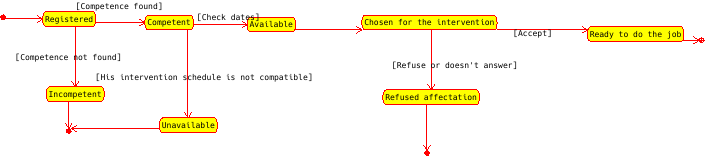 [Competence found]
Registered
Competent
[Check dates]
Available
Chosen for the intervention
[Accept]
Ready to do the job
[Competence not found]
[His intervention schedule is not compatible]
[Refuse or doesn't answer]
Incompetent
Refused affectation
Unavailable